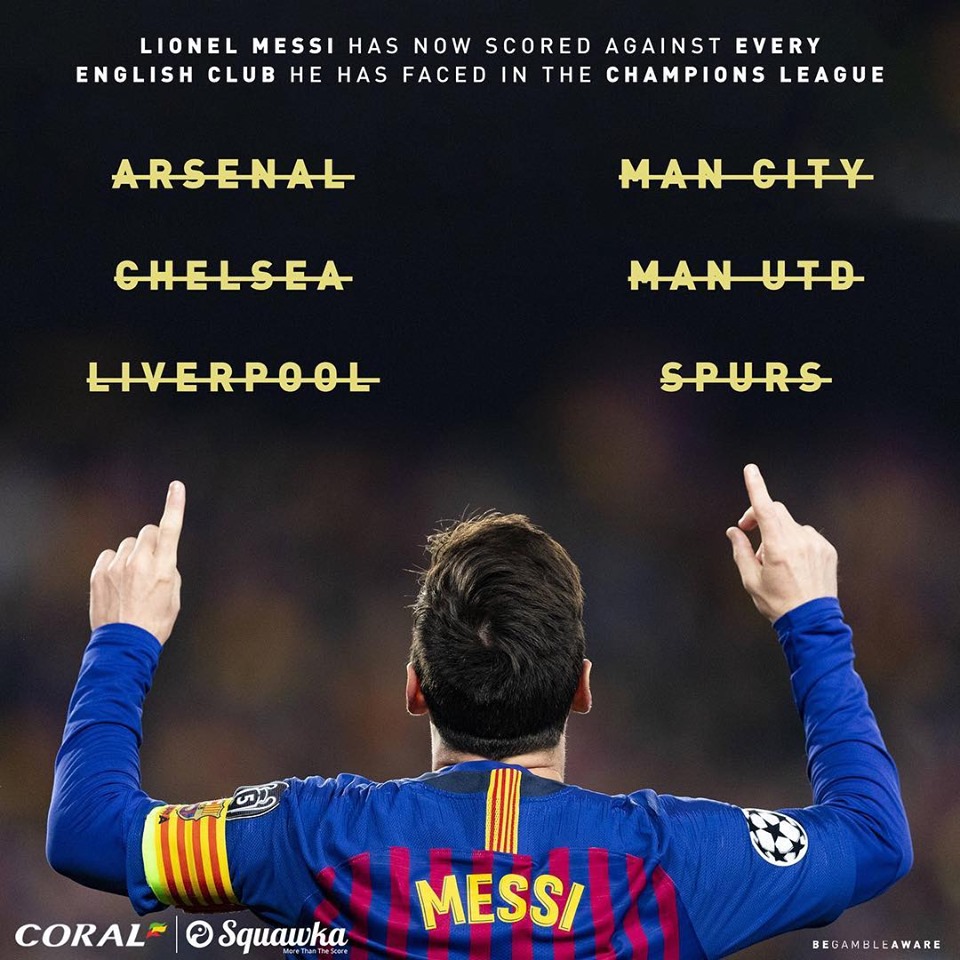 LIONEL MESSI HAS NOW SCORED AGAINST EVERY
ENGLISH CLUB HE HAS FACED IN THE CHAMPIONS LEAGUE
ARSENAL
MAN CITY
CHELSEA
MAN UTD
LIVERPOOL
SPURS
MESSI
CORAL
Squawka
More Than The Score
BEGAMBLEAWARE